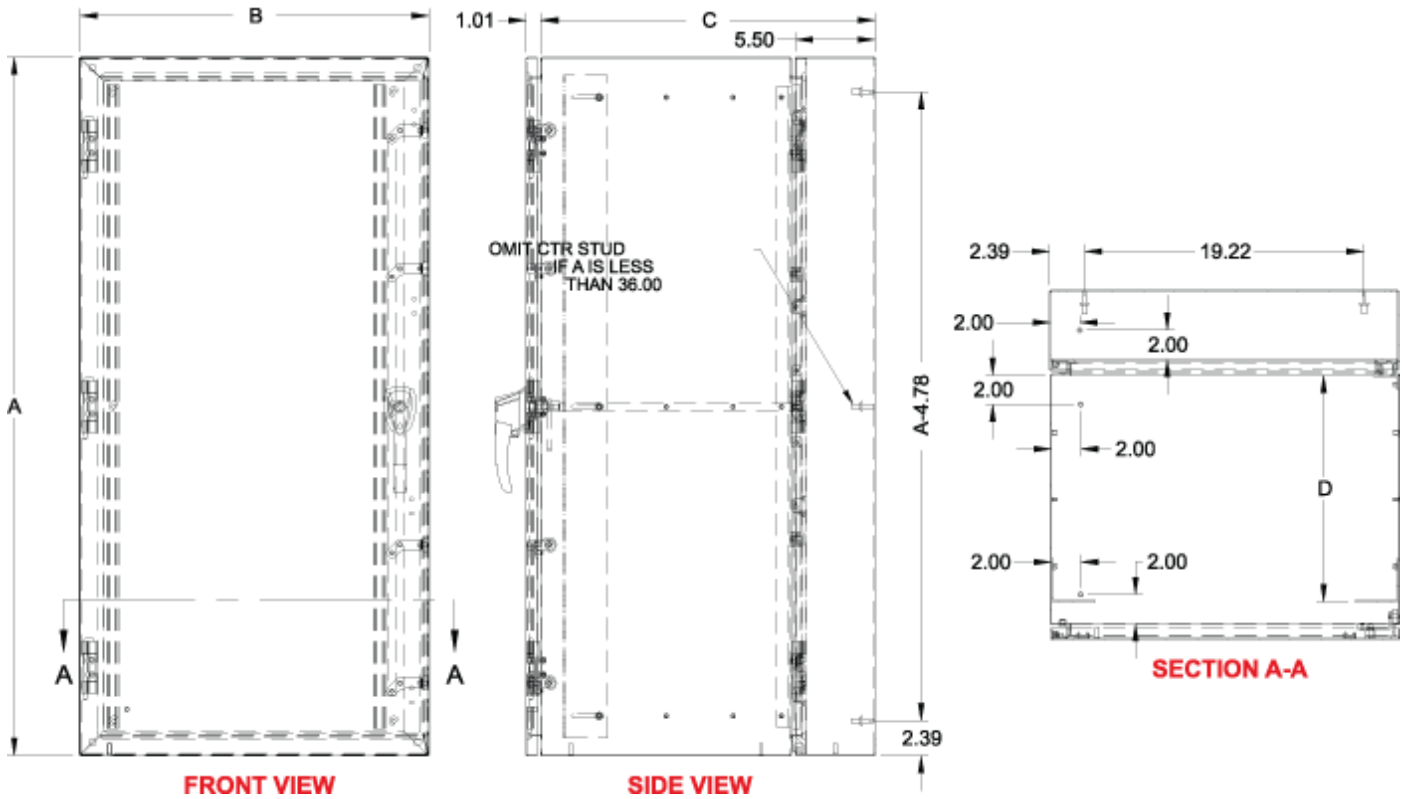 B
1.01
C
5.50
A
OMIT CTR STUD
IF A IS LESS
THAN 36.00
A-4.78
2.39
2.39
19.22
2.00
2.00
2.00
2.00
D
2.00
2.00
A
A
SECTION A-A
FRONT VIEW
SIDE VIEW